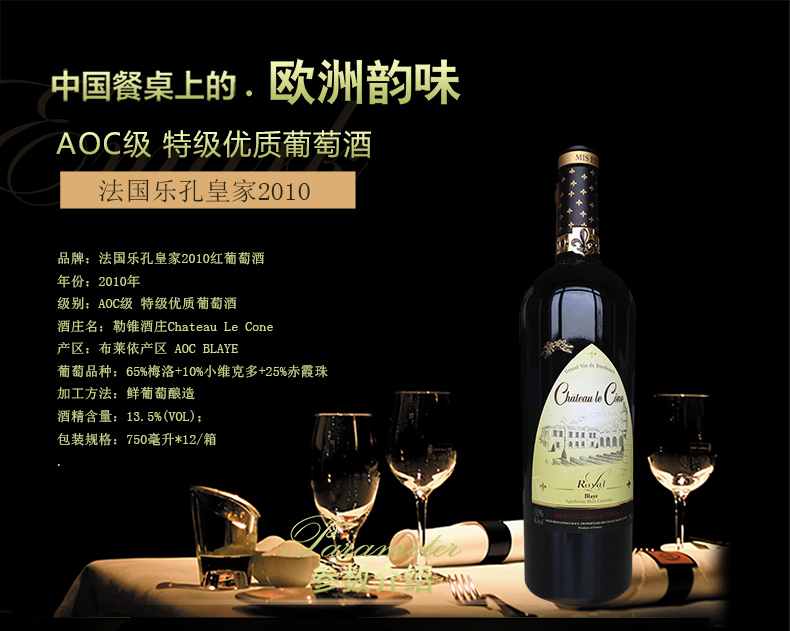 中国餐桌上的 . 欧洲韵味
AOC级 特级优质葡萄酒
法国乐孔皇家2010
品牌：法国乐孔皇家2010红葡萄酒
年份：2010年
级别：AOC级 特级优质葡萄酒
酒庄名：勒锥酒庄Chateau Le Cone
产区：布莱依产区 AOC BLAYE
葡萄品种：65%梅洛+10%小维克多+25%赤霞珠
加工方法：鲜葡萄酿造
酒精含量：13.5%(VOL)；
包装规格：750毫升*12/箱
.
Parameter
参数介绍
MIS E
Grand Vin de Bordeaux
Chateau le Cône
Royal
Blaye